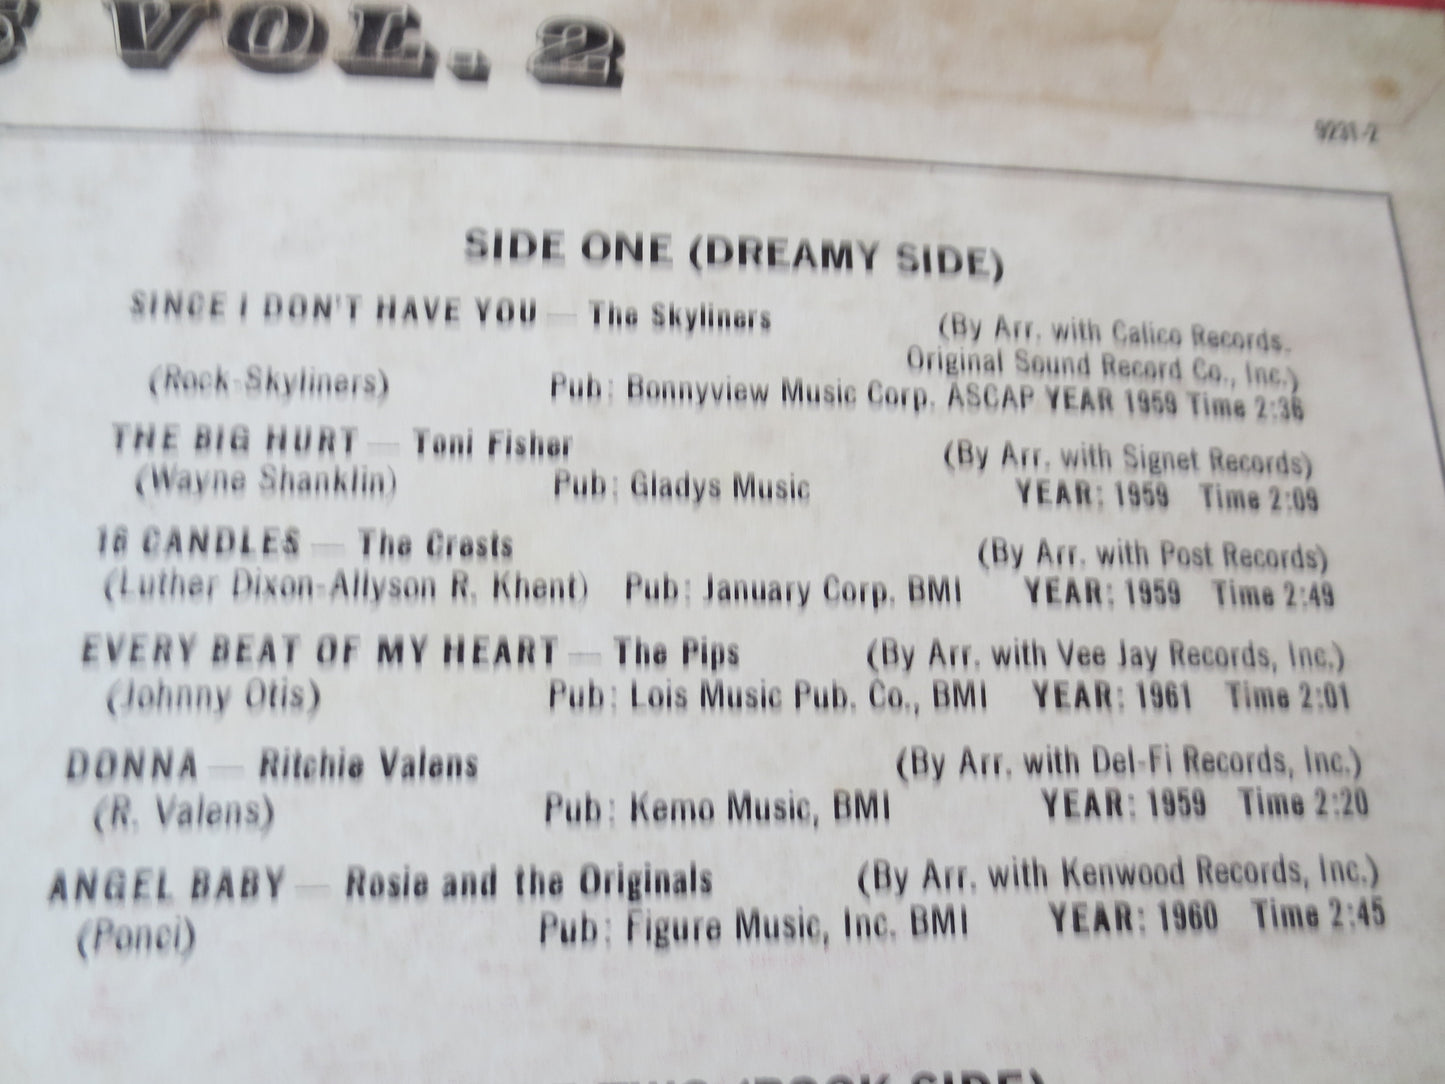 VOL. 2
9231-2
SIDE ONE (DREAMY SIDE)
SINCE I DON'T HAVE YOU — The Skyliners (By Arr. with Calico Records.
Original Sound Record Co., Inc.)
(Rock-Skyliners) Pub: Bonnyview Music Corp. ASCAP YEAR 1959 Time 2:36
THE BIG HURT — Toni Fisher (By Arr. with Signet Records)
(Wayne Shanklin) Pub: Gladys Music YEAR: 1959 Time 2:09
16 CANDLES — The Crests (By Arr. with Post Records)
(Luther Dixon-Allyson R. Khent) Pub: January Corp. BMI YEAR: 1959 Time 2:49
EVERY BEAT OF MY HEART — The Pips (By Arr. with Vee Jay Records, Inc.)
(Johnny Otis) Pub: Lois Music Pub. Co., BMI YEAR: 1961 Time 2:01
DONNA — Ritchie Valens (By Arr. with Del-Fi Records, Inc.)
(R. Valens) Pub: Kemo Music, BMI YEAR: 1959 Time 2:20
ANGEL BABY — Rosie and the Originals (By Arr. with Kenwood Records, Inc.)
(Ponci) Pub: Figure Music, Inc. BMI YEAR: 1960 Time 2:45
TWO (ROCK SIDE)